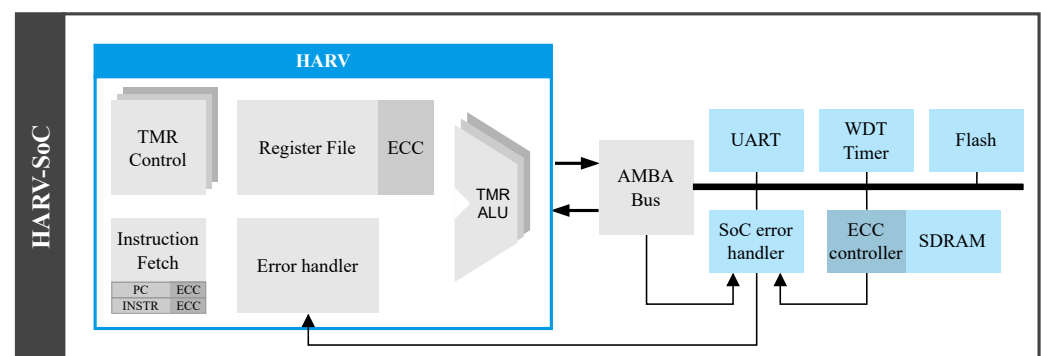 HARV-SoC
HARV
TMR
Control
Register File
ECC
TMR
ALU
Instruction
Fetch
PC
ECC
INSTR
ECC
Error handler
AMBA
Bus
UART
WDT
Timer
Flash
SoC error
handler
ECC
controller
SDRAM